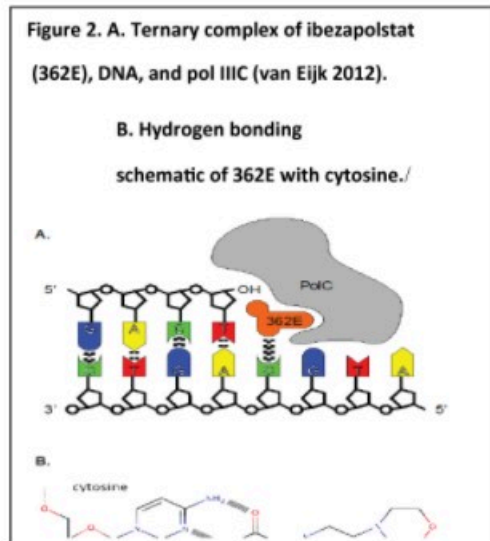 Figure 2. A. Ternary complex of ibezapolstat
(362E), DNA, and pol IIIC (van Eijk 2012).
B. Hydrogen bonding
schematic of 362E with cytosine./
A.
5' OH PolC
362E
G A C T
C T G A C G T A
3' 5'
B.
cytosine
NH₂
O
N N N
O O